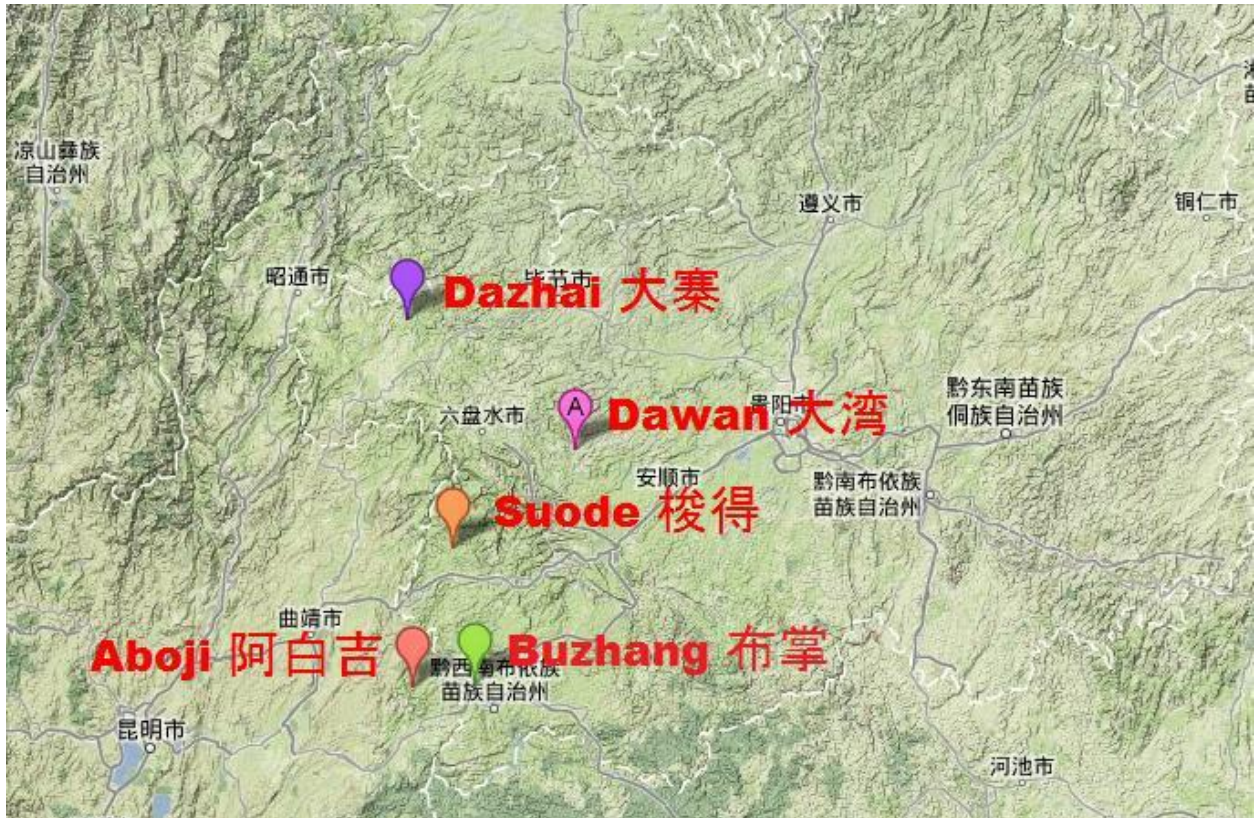 凉山彝族
自治州
遵义市
铜仁市
昭通市
毕节市
Dazhai 大寨
六盘水市
A
Dawan 大湾
贵阳市
黔东南苗族
侗族自治州
安顺市
黔南布依族
苗族自治州
Suode 梭得
曲靖市
Aboji 阿白吉
Buzhang 布掌
黔西南布依族
苗族自治州
昆明市
河池市